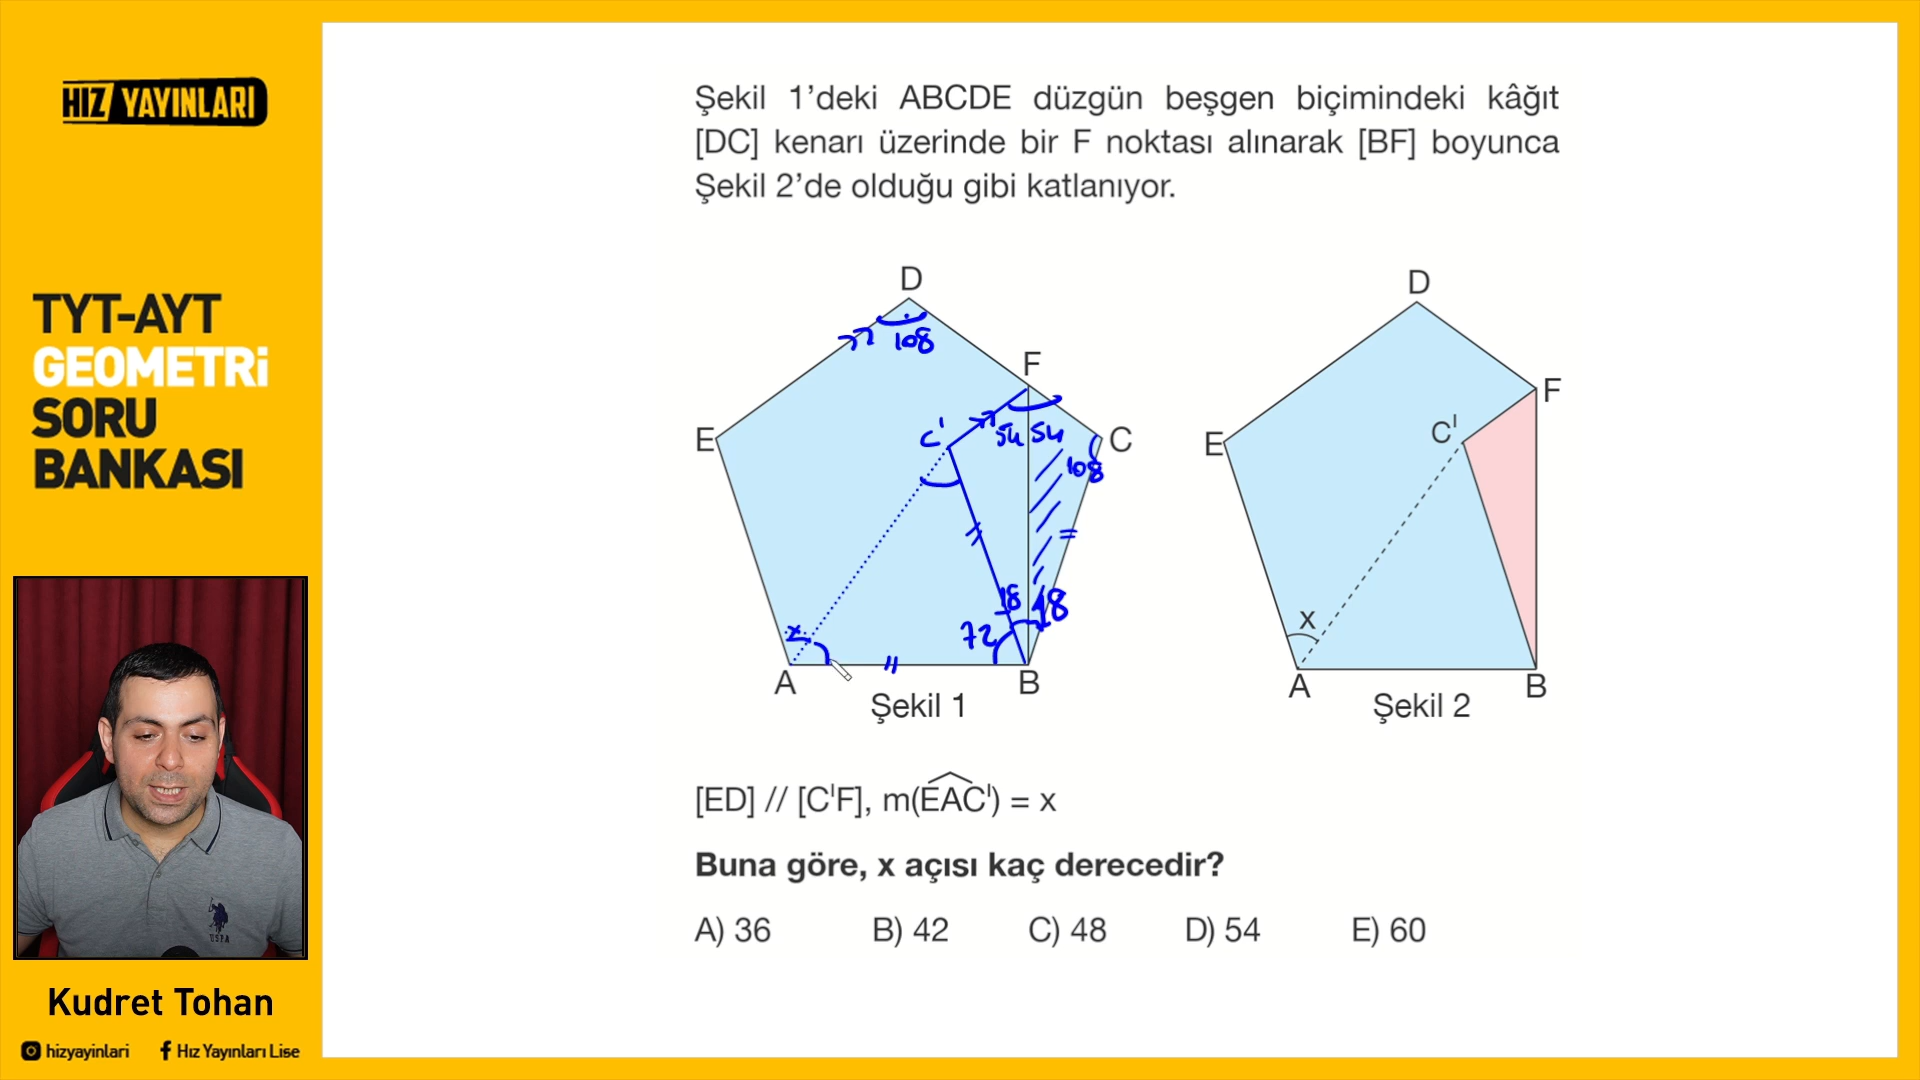 HIZ YAYINLARI
TYT-AYT
GEOMETRİ
SORU
BANKASI
Şekil 1’deki ABCDE düzgün beşgen biçimindeki kâğıt
[DC] kenarı üzerinde bir F noktası alınarak [BF] boyunca
Şekil 2’de olduğu gibi katlanıyor.
D
108
F
C'
54 54
E
C
108
18 18
72
x
A
B
Şekil 1
D
F
C'
E
x
A
B
Şekil 2
[ED] // [C'F], m(EAC') = x
Buna göre, x açısı kaç derecedir?
A) 36 B) 42 C) 48 D) 54 E) 60
USPA
Kudret Tohan
hizyayinlari Hız Yayınları Lise